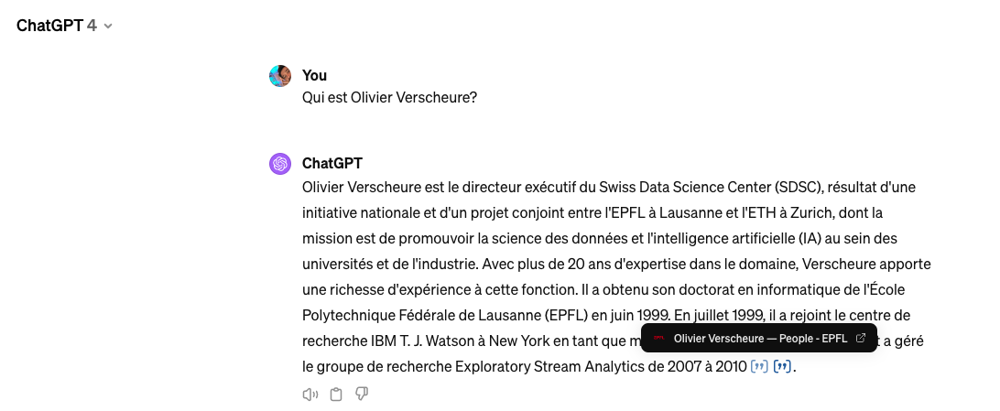 ChatGPT 4
You
Qui est Olivier Verscheure?
ChatGPT
Olivier Verscheure est le directeur exécutif du Swiss Data Science Center (SDSC), résultat d'une
initiative nationale et d'un projet conjoint entre l'EPFL à Lausanne et l'ETH à Zurich, dont la
mission est de promouvoir la science des données et l'intelligence artificielle (IA) au sein des
universités et de l'industrie. Avec plus de 20 ans d'expertise dans le domaine, Verscheure apporte
une richesse d'expérience à cette fonction. Il a obtenu son doctorat en informatique de l'École
Polytechnique Fédérale de Lausanne (EPFL) en juin 1999. En juillet 1999, il a rejoint le centre de
Olivier Verscheure — People - EPFL
recherche IBM T. J. Watson à New York en tant que a géré
le groupe de recherche Exploratory Stream Analytics de 2007 à 2010 .